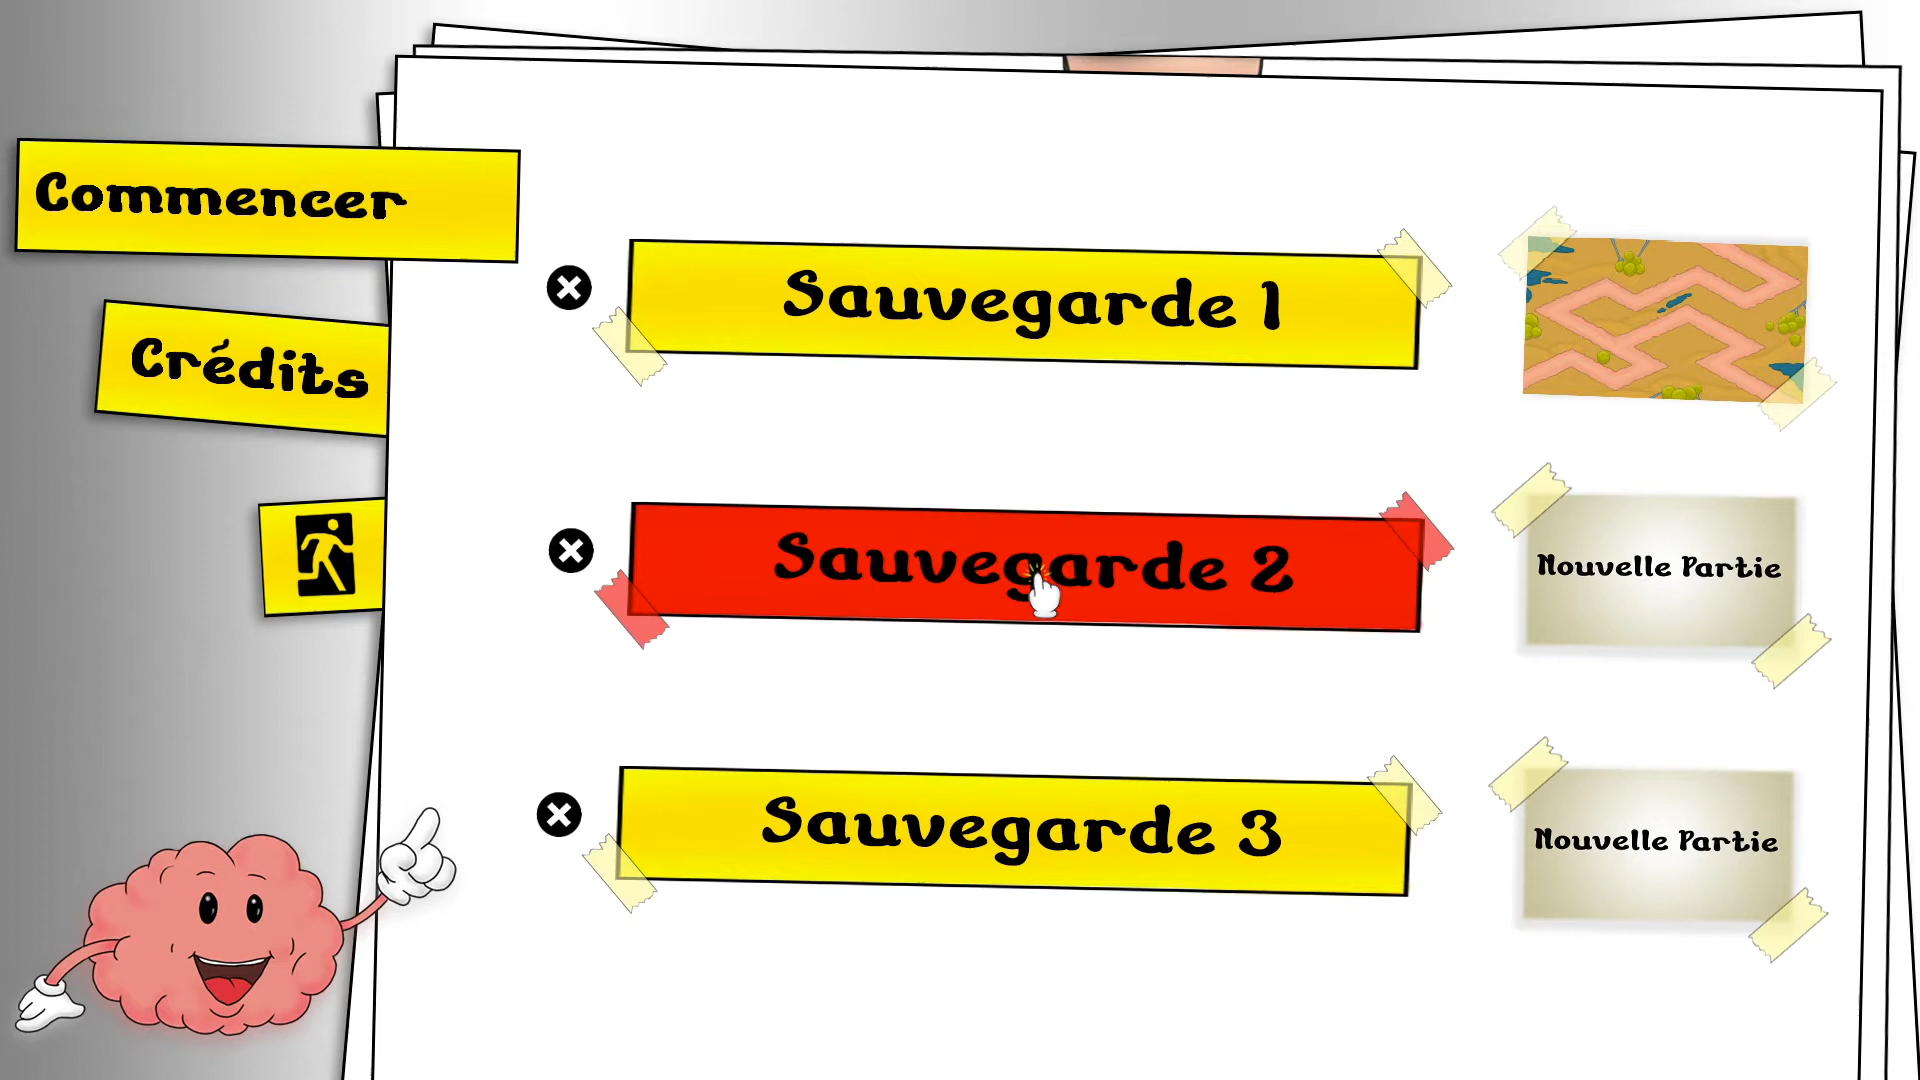 Commencer
Crédits
Sauvegarde 1
Sauvegarde 2
Nouvelle Partie
Sauvegarde 3
Nouvelle Partie